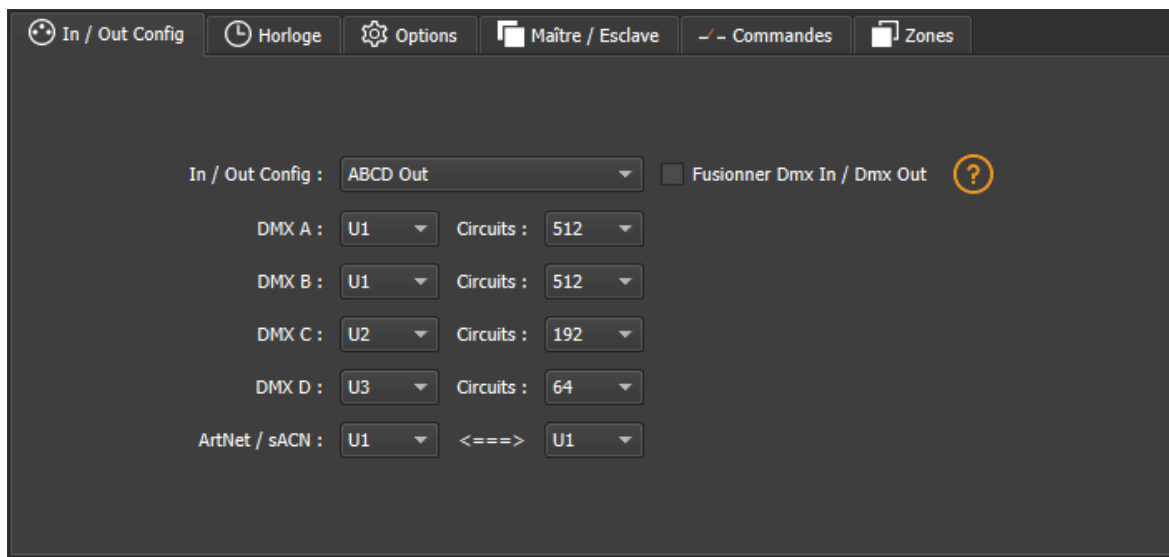 In / Out Config Horloge Options Maître / Esclave Commandes Zones
In / Out Config : ABCD Out Fusionner Dmx In / Dmx Out ?
DMX A : U1 Circuits : 512
DMX B : U1 Circuits : 512
DMX C : U2 Circuits : 192
DMX D : U3 Circuits : 64
ArtNet / sACN : U1 <===> U1